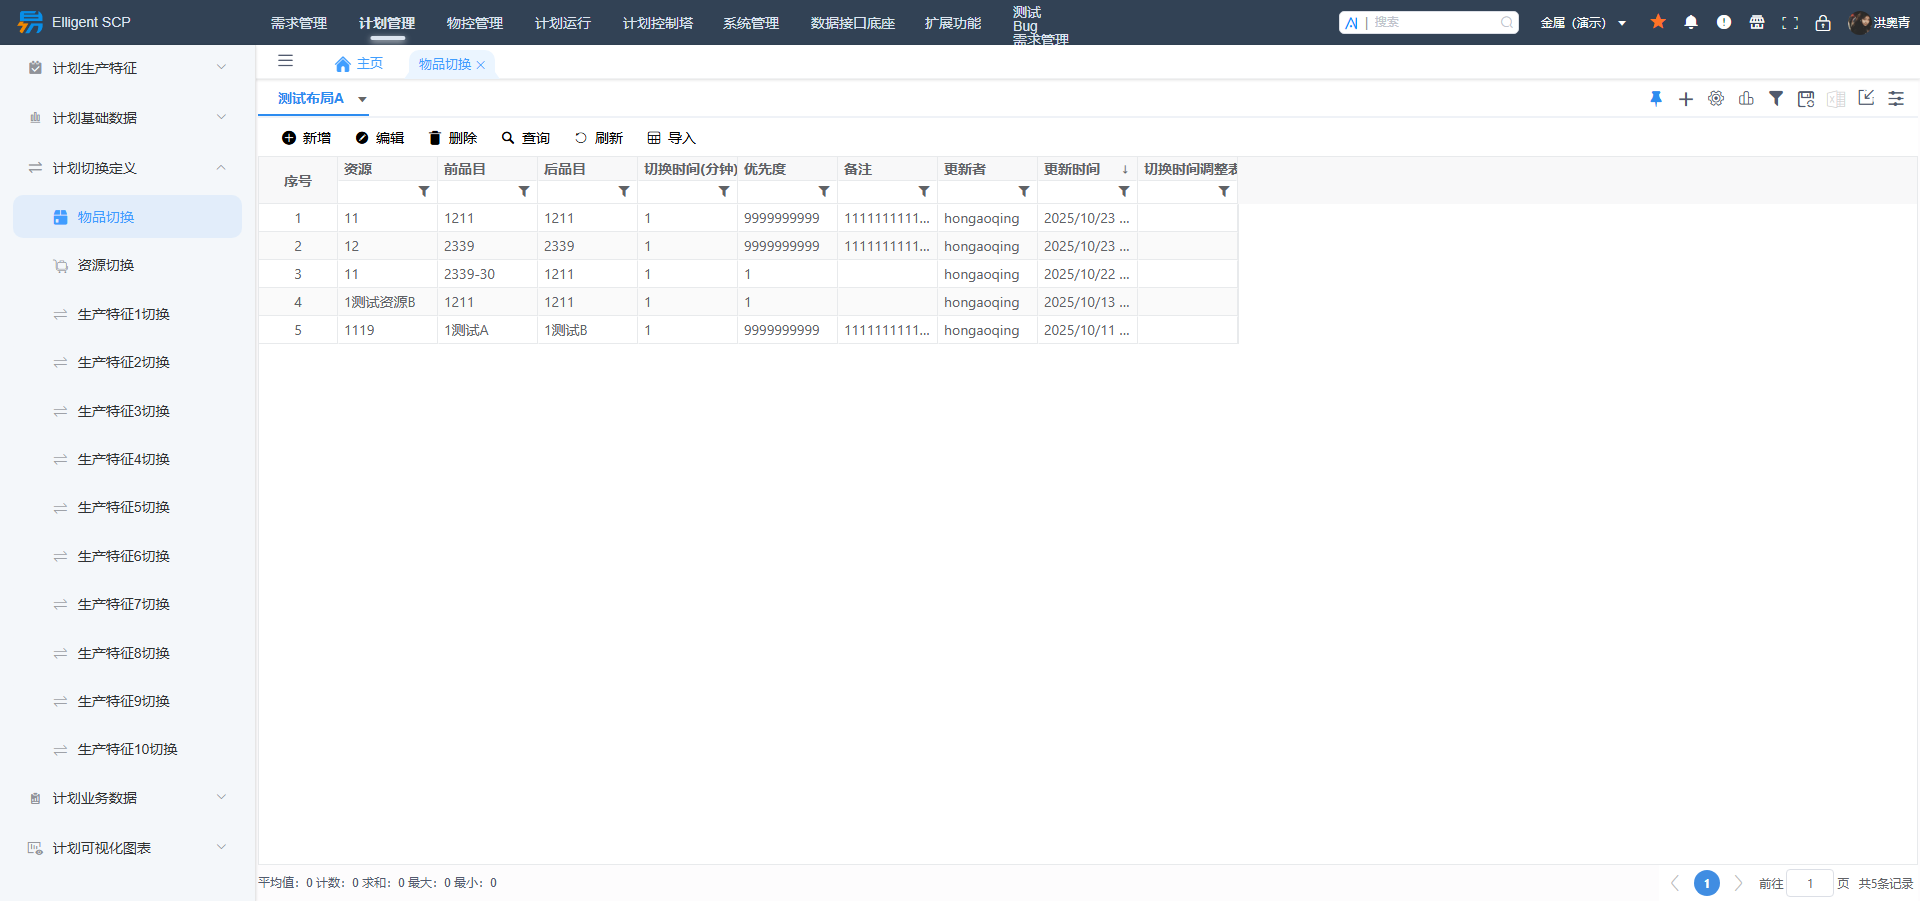 Elligent SCP
需求管理 计划管理 物控管理 计划运行 计划控制塔 系统管理 数据接口底座 扩展功能 测试Bug需求管理
AI | 搜索
金属（演示）
洪奥青
计划生产特征
计划基础数据
计划切换定义
物品切换
资源切换
生产特征1切换
生产特征2切换
生产特征3切换
生产特征4切换
生产特征5切换
生产特征6切换
生产特征7切换
生产特征8切换
生产特征9切换
生产特征10切换
计划业务数据
计划可视化图表
主页 物品切换
测试布局A
新增 编辑 删除 查询 刷新 导入
序号 资源 前品目 后品目 切换时间(分钟) 优先度 备注 更新者 更新时间 ↓ 切换时间调整表
1 11 1211 1211 1 9999999999 1111111111... hongaoqing 2025/10/23 ...
2 12 2339 2339 1 9999999999 1111111111... hongaoqing 2025/10/23 ...
3 11 2339-30 1211 1 1 hongaoqing 2025/10/22 ...
4 1测试资源B 1211 1211 1 1 hongaoqing 2025/10/13 ...
5 1119 1测试A 1测试B 1 9999999999 1111111111... hongaoqing 2025/10/11 ...
平均值：0 计数：0 求和：0 最大：0 最小：0
1 前往 1 页 共5条记录